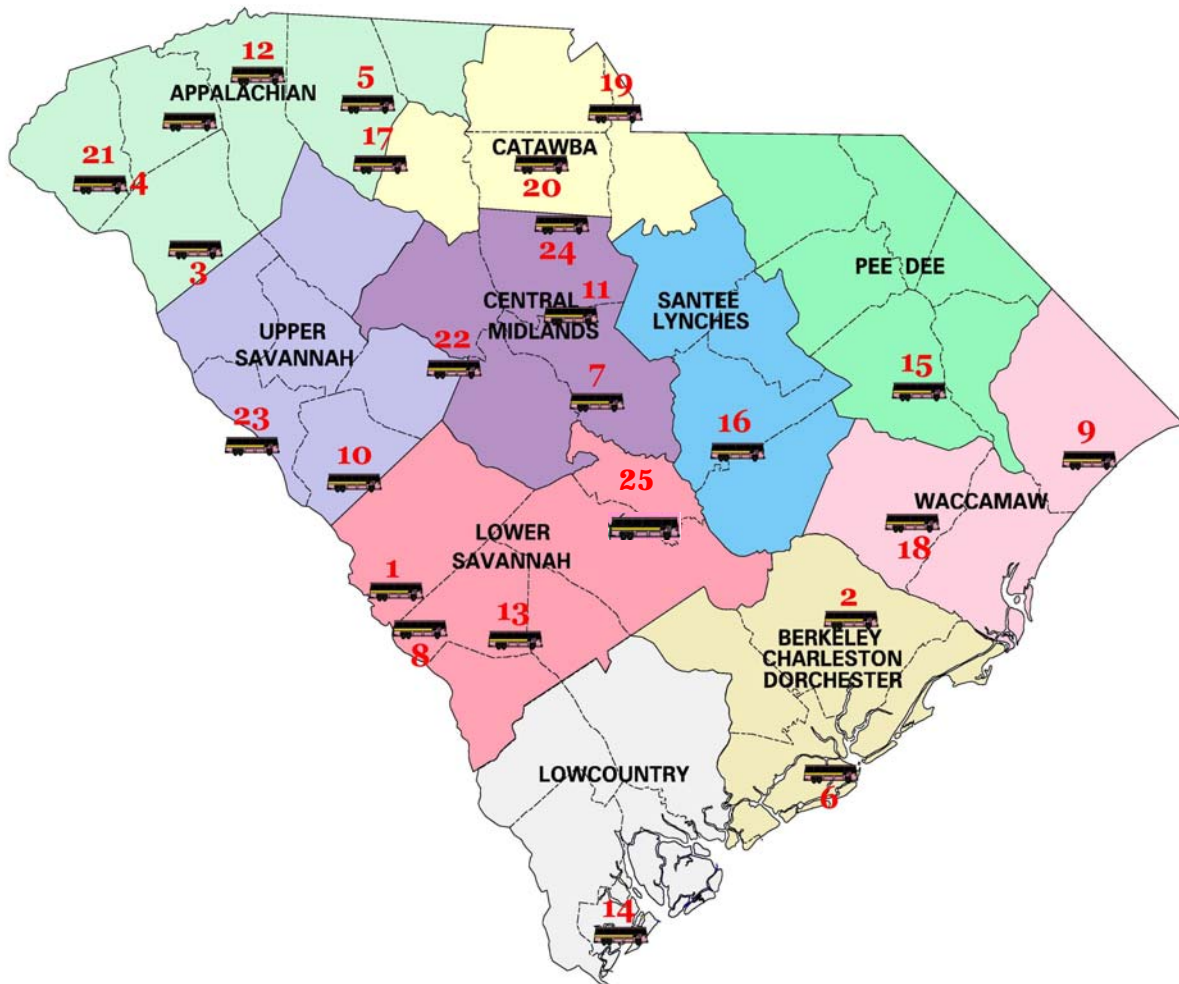 12
APPALACHIAN
5
19
17
CATAWBA
21
4
20
3
24
PEE DEE
11
CENTRAL
MIDLANDS
SANTEE
LYNCHES
UPPER
SAVANNAH
22
7
15
23
16
9
10
25
WACCAMAW
LOWER
SAVANNAH
18
1
13
2
8
BERKELEY
CHARLESTON
DORCHESTER
LOWCOUNTRY
6
14